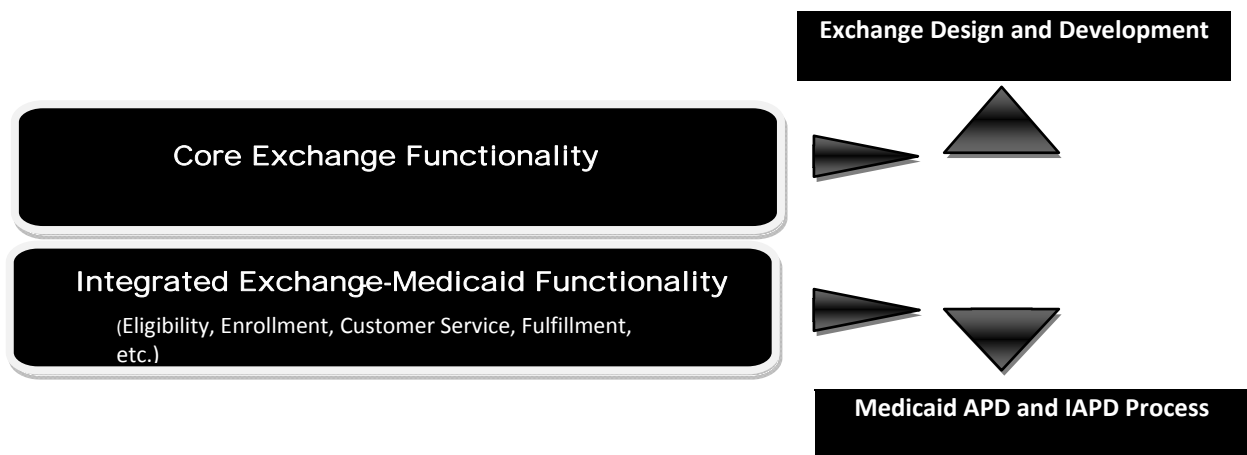 Exchange Design and Development
Core Exchange Functionality
Integrated Exchange-Medicaid Functionality
(Eligibility, Enrollment, Customer Service, Fulfillment,
etc.)
Medicaid APD and IAPD Process